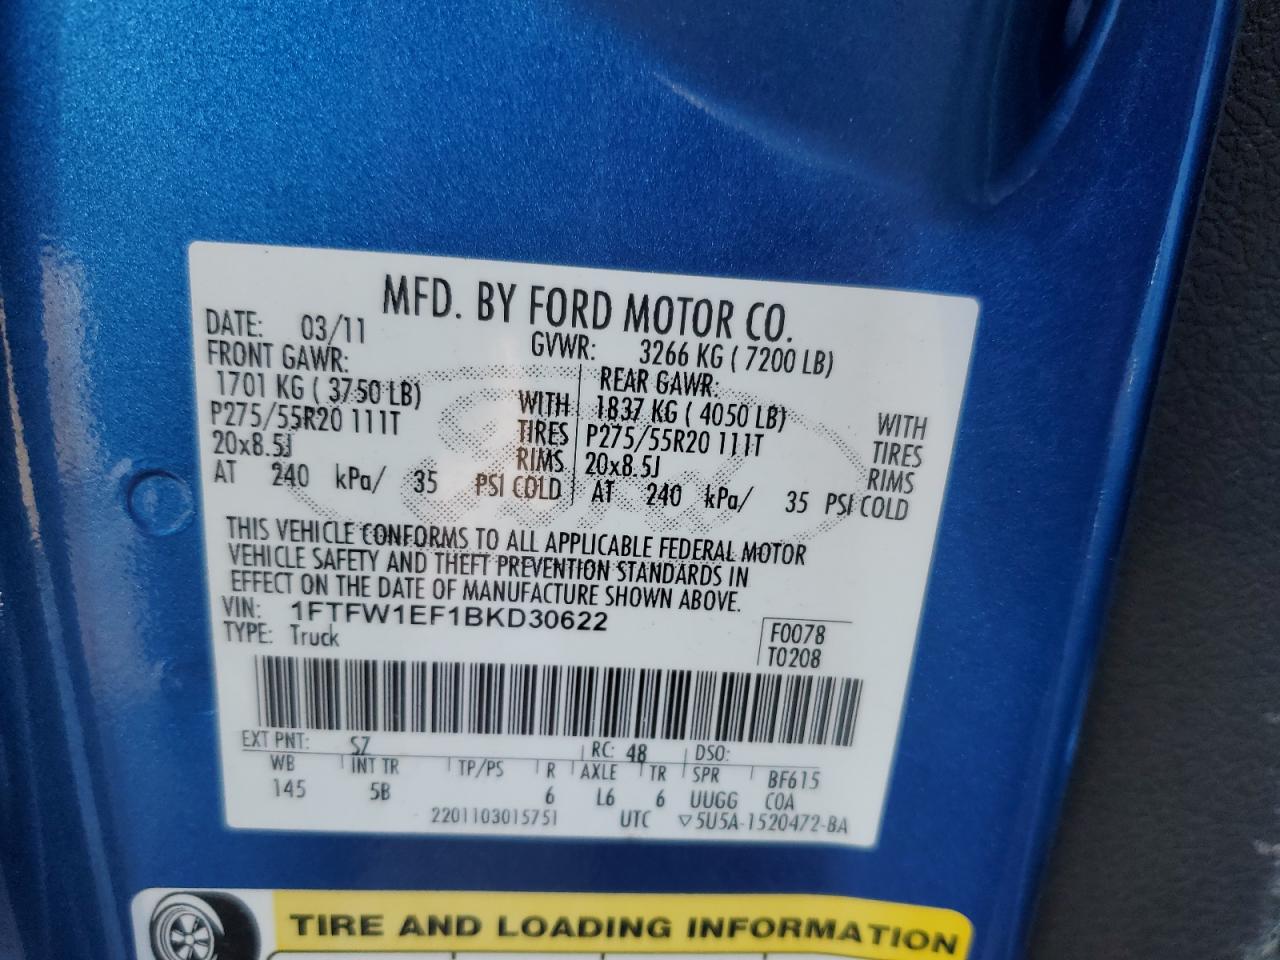 MFD. BY FORD MOTOR CO.
DATE: 03/11 GVWR: 3266 KG ( 7200 LB)
FRONT GAWR: REAR GAWR:
1701 KG ( 3750 LB) WITH 1837 KG ( 4050 LB) WITH
P275/55R20 111T TIRES P275/55R20 111T TIRES
20x8.5J RIMS 20x8.5J RIMS
AT 240 kPa/ 35 PSI COLD AT 240 kPa/ 35 PSI COLD
THIS VEHICLE CONFORMS TO ALL APPLICABLE FEDERAL MOTOR
VEHICLE SAFETY AND THEFT PREVENTION STANDARDS IN
EFFECT ON THE DATE OF MANUFACTURE SHOWN ABOVE.
VIN: 1FTFW1EF1BKD30622 F0078
TYPE: Truck T0208
EXT PNT: SZ RC: 48 DSO:
WB INT TR TP/PS R AXLE TR SPR BF615
145 5B 6 L6 6 UUGG COA
2201103015751 UTC ▽5U5A-1520472-BA
TIRE AND LOADING INFORMATION